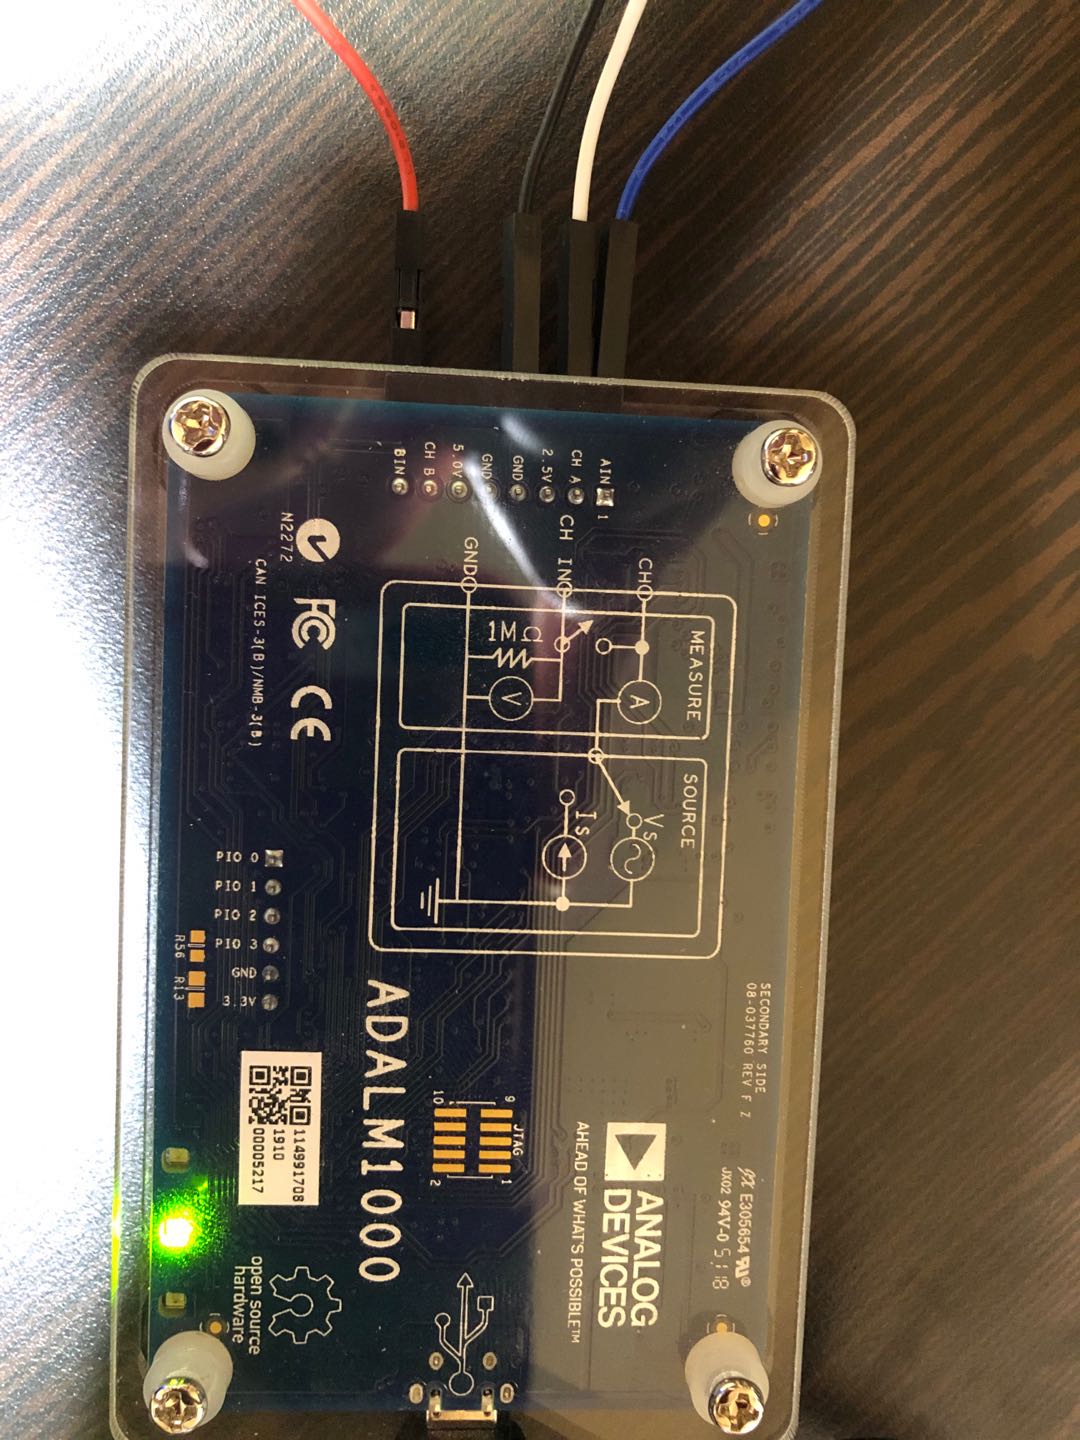 SECONDARY SIDE
08-037760 REV F Z
E305654
JX02 94V-0 5118
MEASURE
SOURCE
CH
A
Vs
Is
CH IN
1MΩ
V
GND
AIN 1
CH A
2.5V
GND
GND
5.0V
CH B
BIN
ANALOG
DEVICES
AHEAD OF WHAT'S POSSIBLE™
JTAG
9 1
10 2
ADALM1000
N2272
FC
CE
CAN ICES-3(B)/NMB-3(B)
PIO 0
PIO 1
PIO 2
PIO 3
GND
3.3V
R56 R13
114991708
1910
00005217
open source
hardware